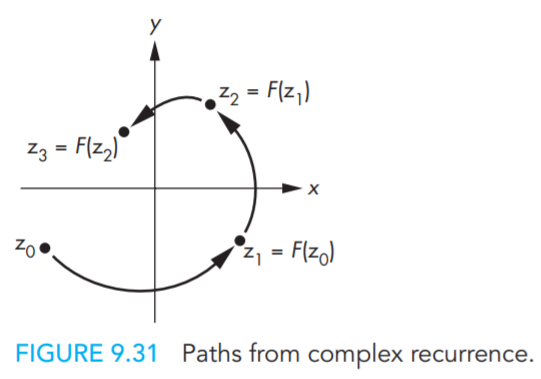 y
z₂ = F(z₁)
z₃ = F(z₂)
x
z₀
z₁ = F(z₀)
FIGURE 9.31 Paths from complex recurrence.